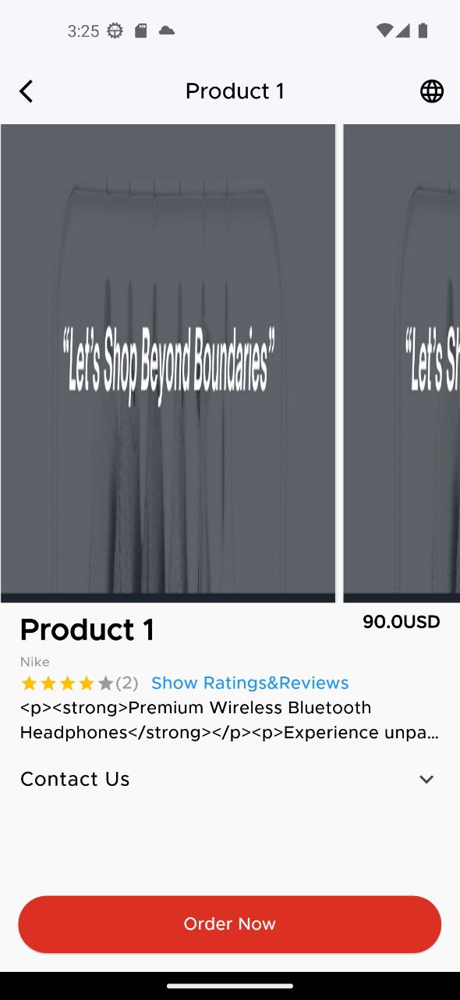 3:25
Product 1
“Let’s Shop Beyond Boundaries”
“Let’s Sh
Product 1
90.0USD
Nike
(2) Show Ratings&Reviews
<p><strong>Premium Wireless Bluetooth
Headphones</strong></p><p>Experience unpa...
Contact Us
Order Now